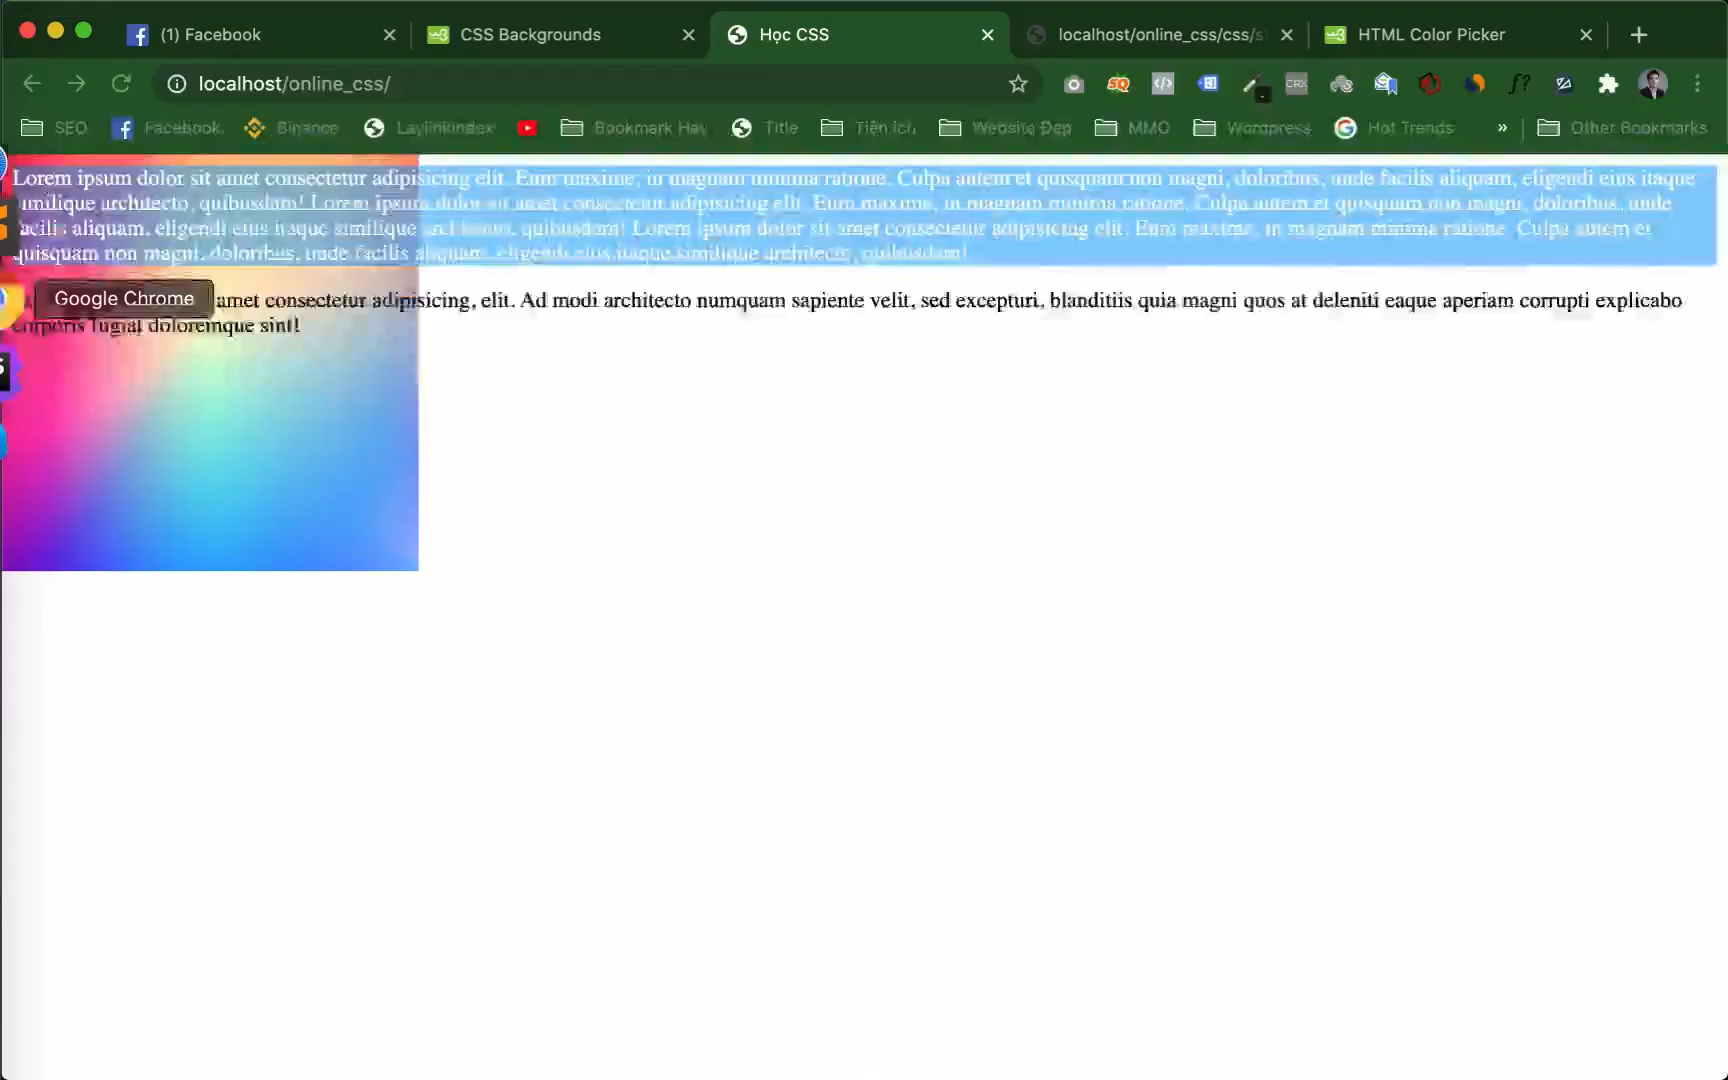 (1) Facebook
CSS Backgrounds
Học CSS
localhost/online_css/css/s
HTML Color Picker
localhost/online_css/
SEO
Facebook
Binance
Laylinkindex
Bookmark Hay
Title
Tiện ích
Website Đẹp
MMO
Wordpress
Hot Trends
»
Other Bookmarks
Lorem ipsum dolor sit amet consectetur adipisicing elit. Eum maxime, in magnam minima ratione. Culpa autem et quisquam non magni, doloribus, unde facilis aliquam, eligendi eius itaque
similique architecto, quibusdam! Lorem ipsum dolor sit amet consectetur adipisicing elit. Eum maxime, in magnam minima ratione. Culpa autem et quisquam non magni, doloribus, unde
facilis aliquam, eligendi eius itaque similique architecto, quibusdam! Lorem ipsum dolor sit amet consectetur adipisicing elit. Eum maxime, in magnam minima ratione. Culpa autem et
quisquam non magni, doloribus, unde facilis aliquam, eligendi eius itaque similique architecto, quibusdam!
Google Chrome
amet consectetur adipisicing, elit. Ad modi architecto numquam sapiente velit, sed excepturi, blanditiis quia magni quos at deleniti eaque aperiam corrupti explicabo
corporis fugiat doloremque sint!